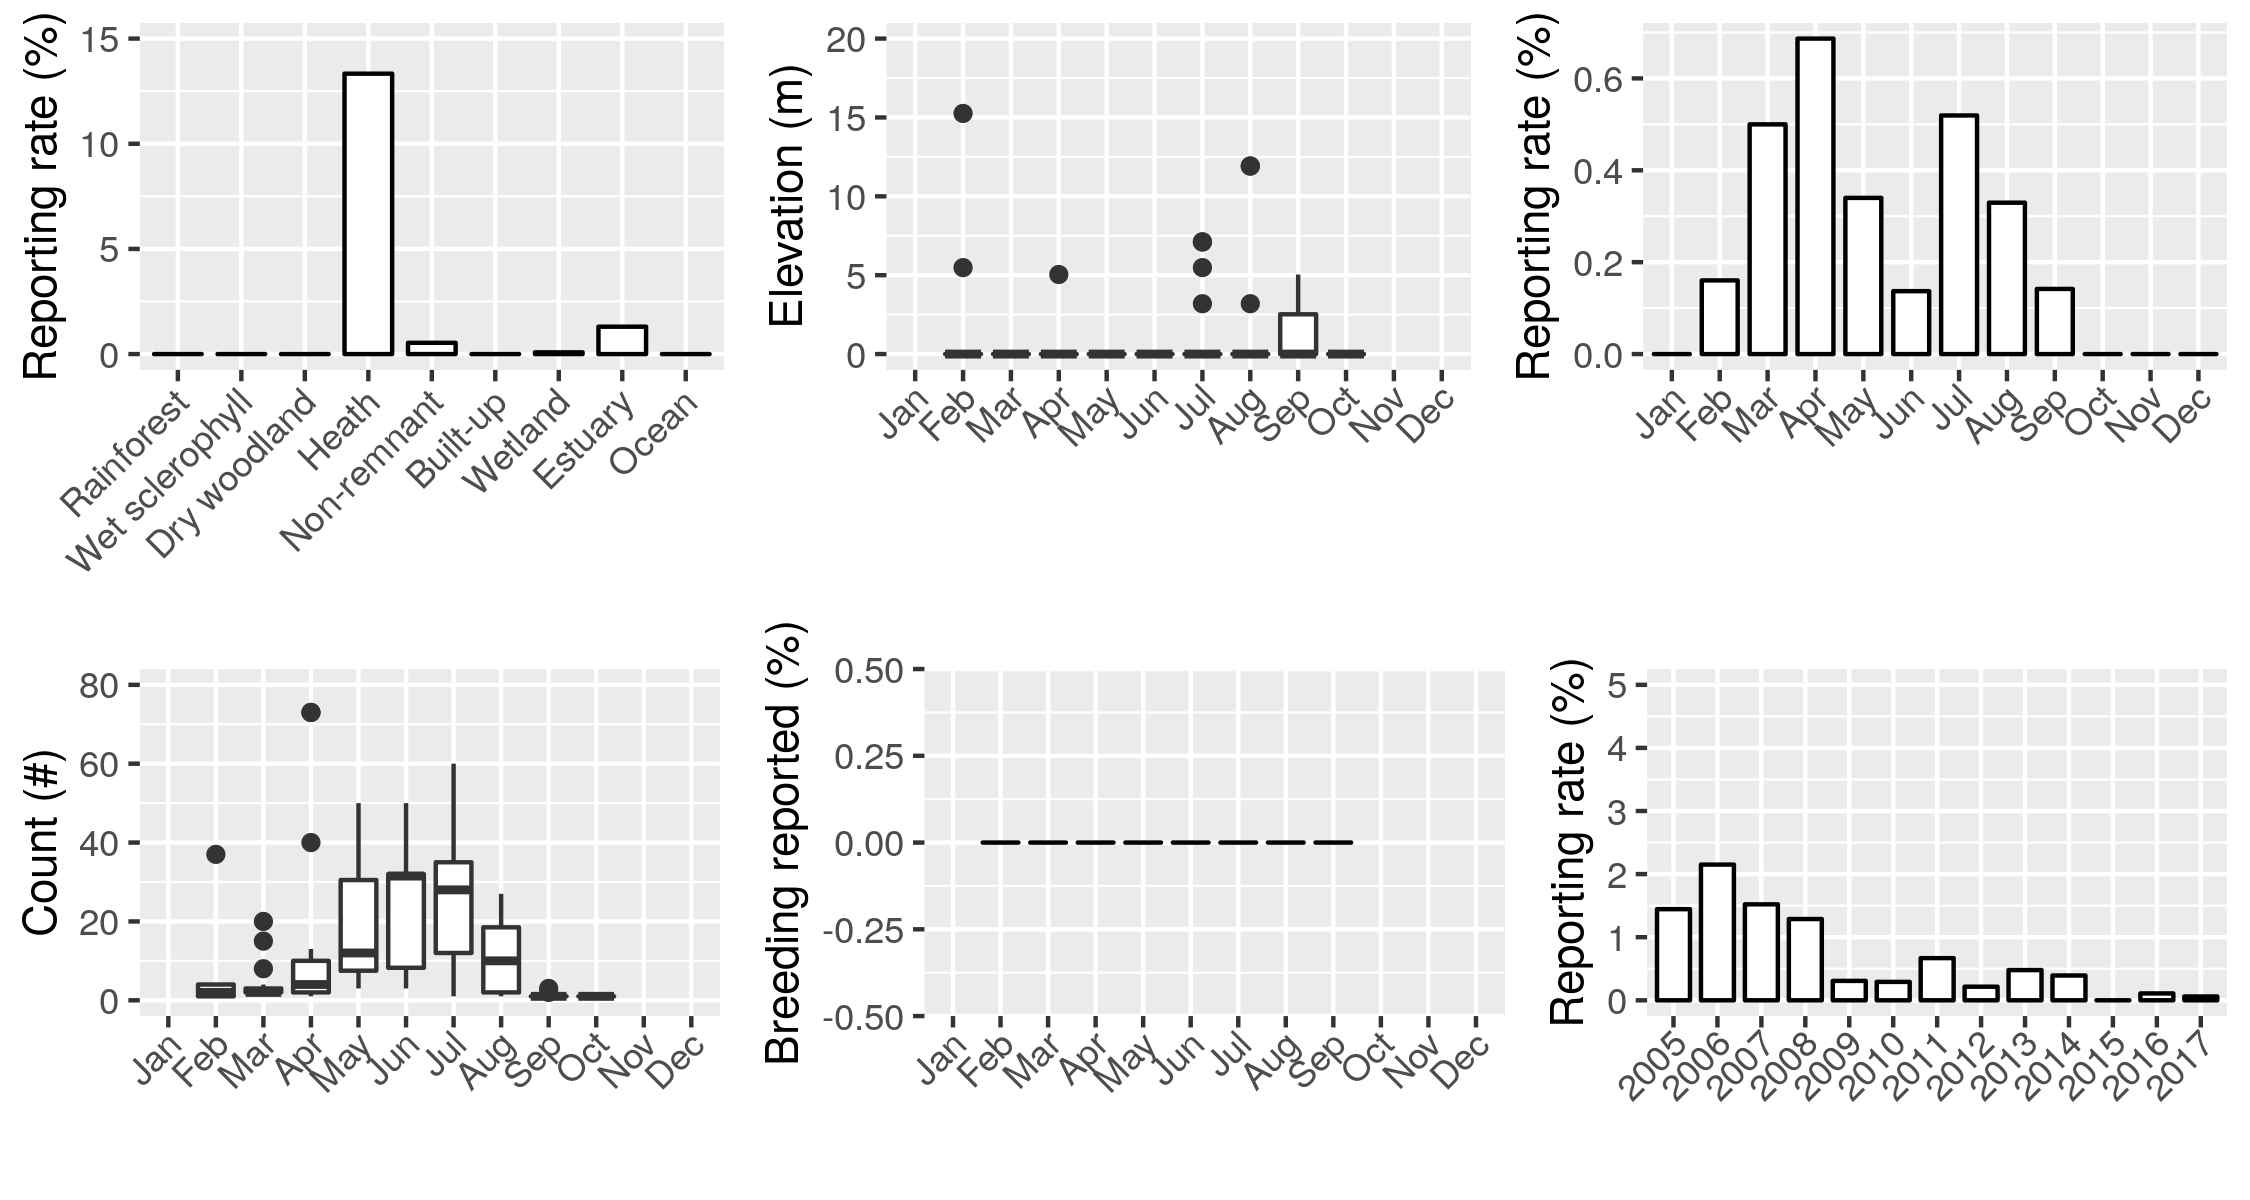 Reporting rate (%)
15
10
5
0
Rainforest
Wet sclerophyll
Dry woodland
Heath
Non-remnant
Built-up
Wetland
Estuary
Ocean
Elevation (m)
20
15
10
5
0
Jan
Feb
Mar
Apr
May
Jun
Jul
Aug
Sep
Oct
Nov
Dec
Reporting rate (%)
0.6
0.4
0.2
0.0
Jan
Feb
Mar
Apr
May
Jun
Jul
Aug
Sep
Oct
Nov
Dec
Count (#)
80
60
40
20
0
Jan
Feb
Mar
Apr
May
Jun
Jul
Aug
Sep
Oct
Nov
Dec
Breeding reported (%)
0.50
0.25
0.00
-0.25
-0.50
Jan
Feb
Mar
Apr
May
Jun
Jul
Aug
Sep
Oct
Nov
Dec
Reporting rate (%)
5
4
3
2
1
0
2005
2006
2007
2008
2009
2010
2011
2012
2013
2014
2015
2016
2017